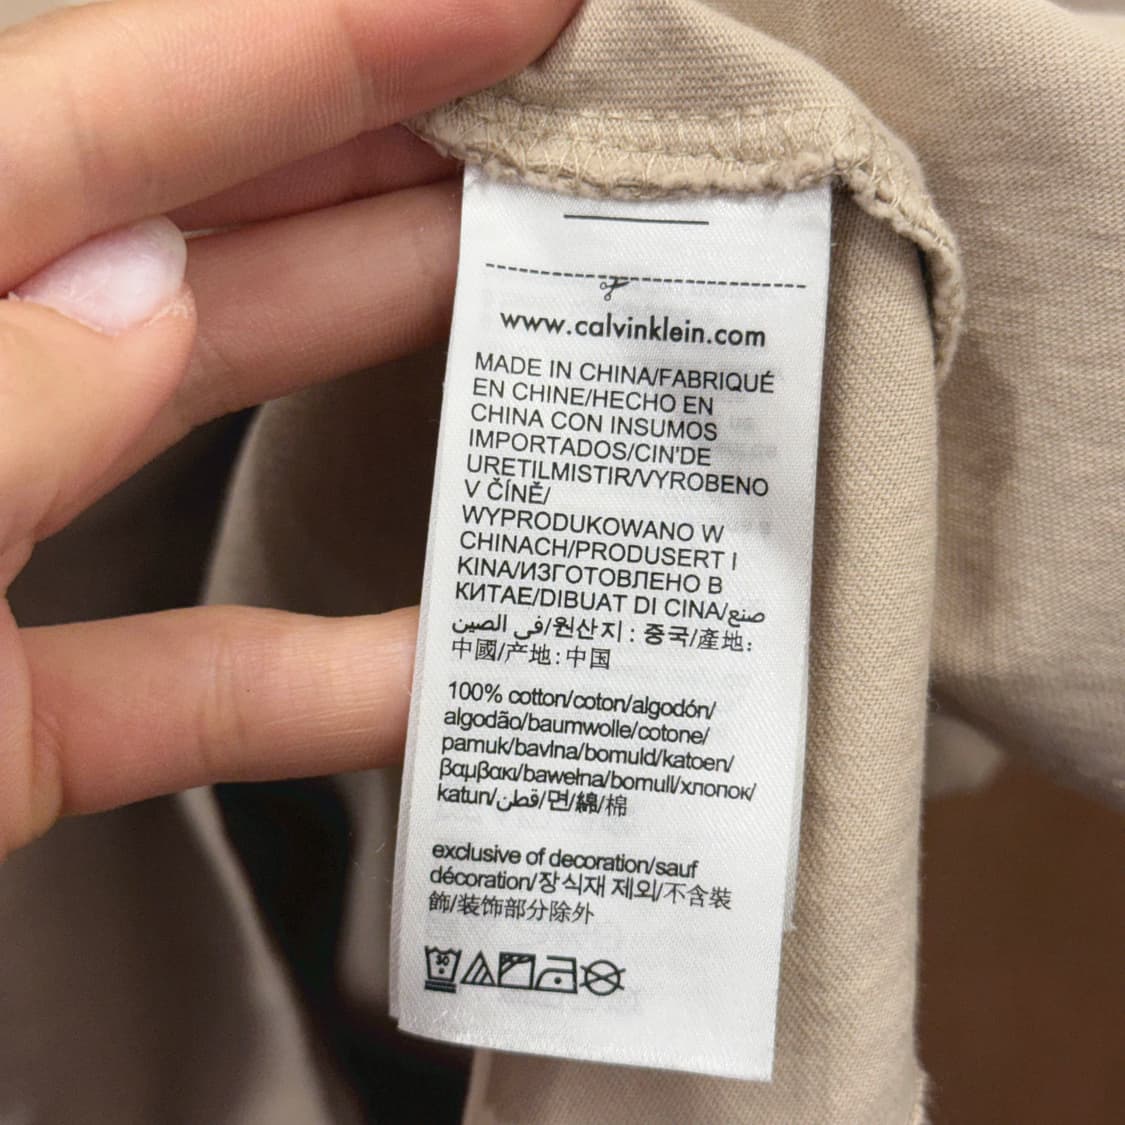 www.calvinklein.com
MADE IN CHINA/FABRIQUÉ
EN CHINE/HECHO EN
CHINA CON INSUMOS
IMPORTADOS/CIN'DE
URETILMISTIR/VYROBENO
V ČÍNĚ/
WYPRODUKOWANO W
CHINACH/PRODUSERT I
KINA/ИЗГОТОВЛЕНО В
КИТАЕ/DIBUAT DI CINA/صنع
في الصين/원산지 : 중국/產地:
中國/产地:中国
100% cotton/coton/algodón/
algodão/baumwolle/cotone/
pamuk/bavlna/bomuld/katoen/
βαμβακι/bawełna/bomull/хлопок/
katun/قطن/면/綿/棉
exclusive of decoration/sauf
décoration/장식재 제외/不含裝
飾/装饰部分除外
30